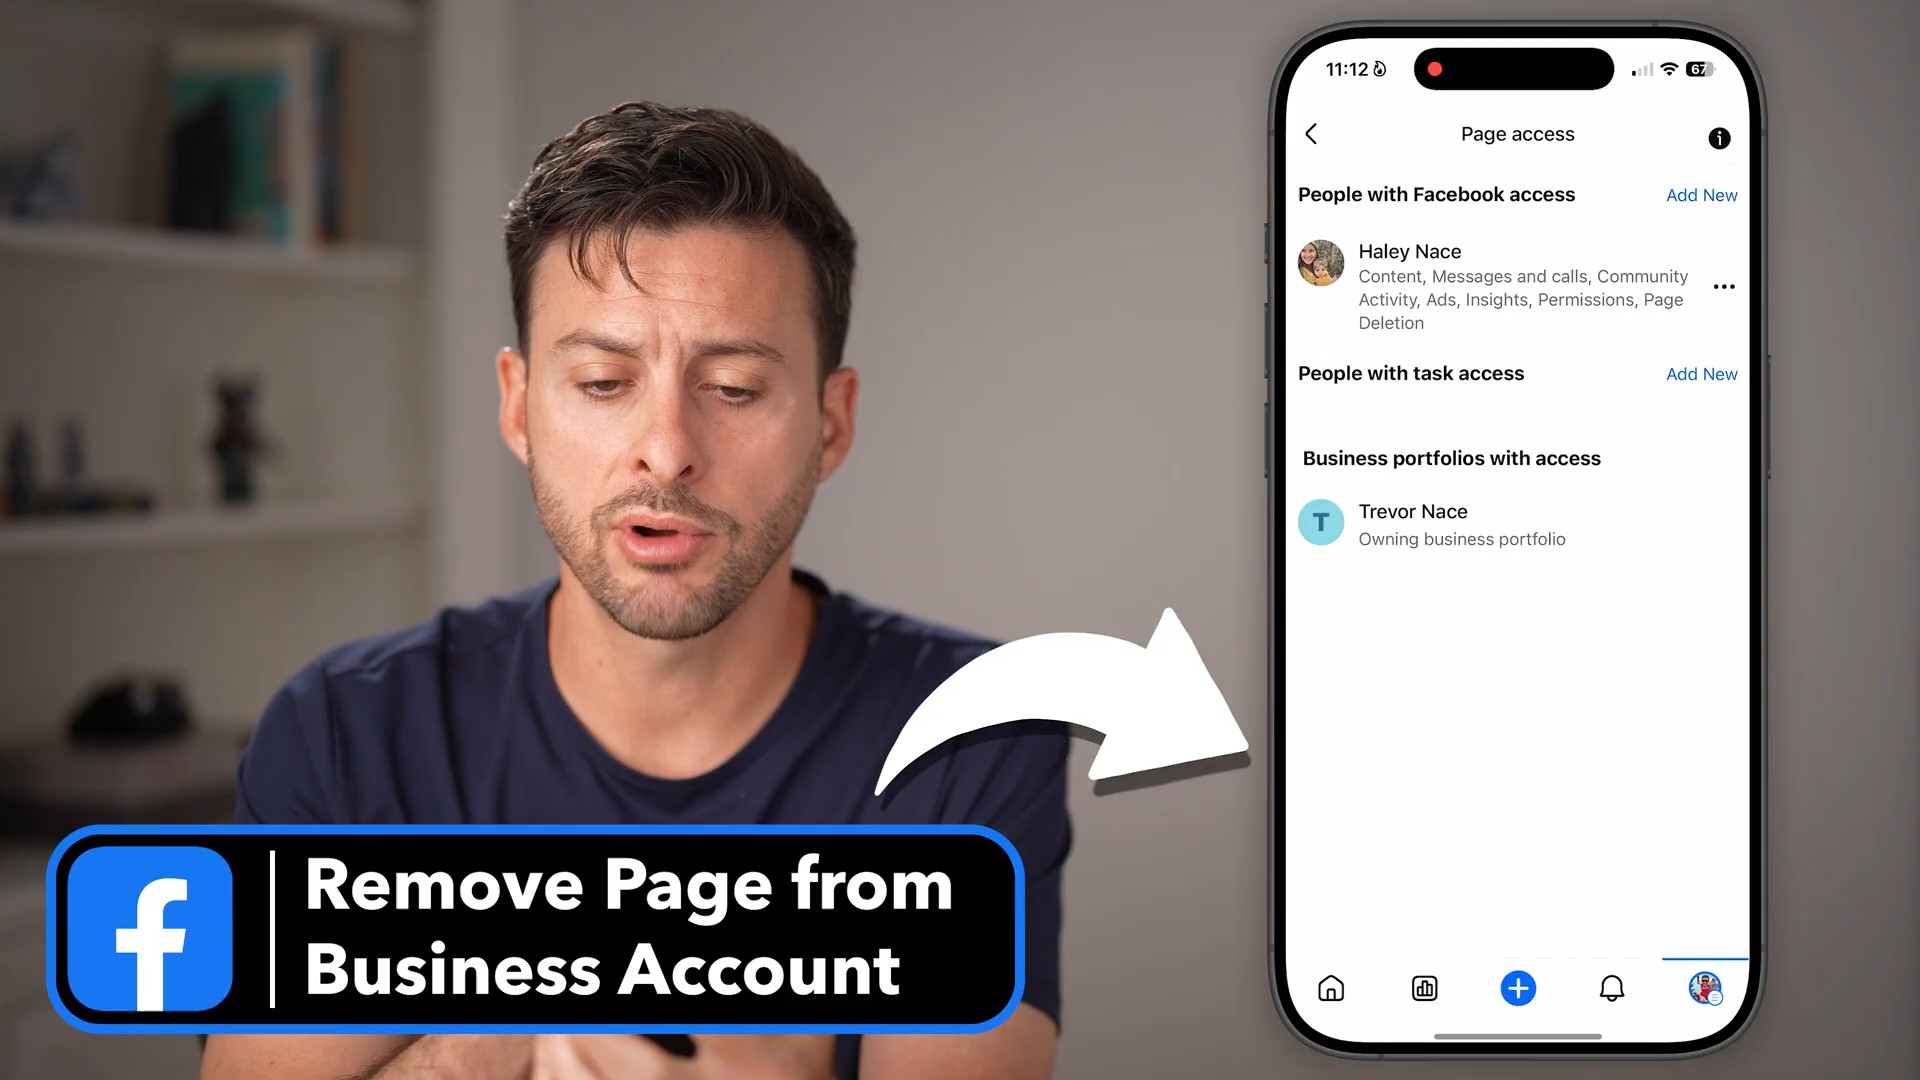 11:12
67
Page access
People with Facebook access
Add New
Haley Nace
Content, Messages and calls, Community
Activity, Ads, Insights, Permissions, Page
Deletion
People with task access
Add New
Business portfolios with access
T
Trevor Nace
Owning business portfolio
Remove Page from
Business Account